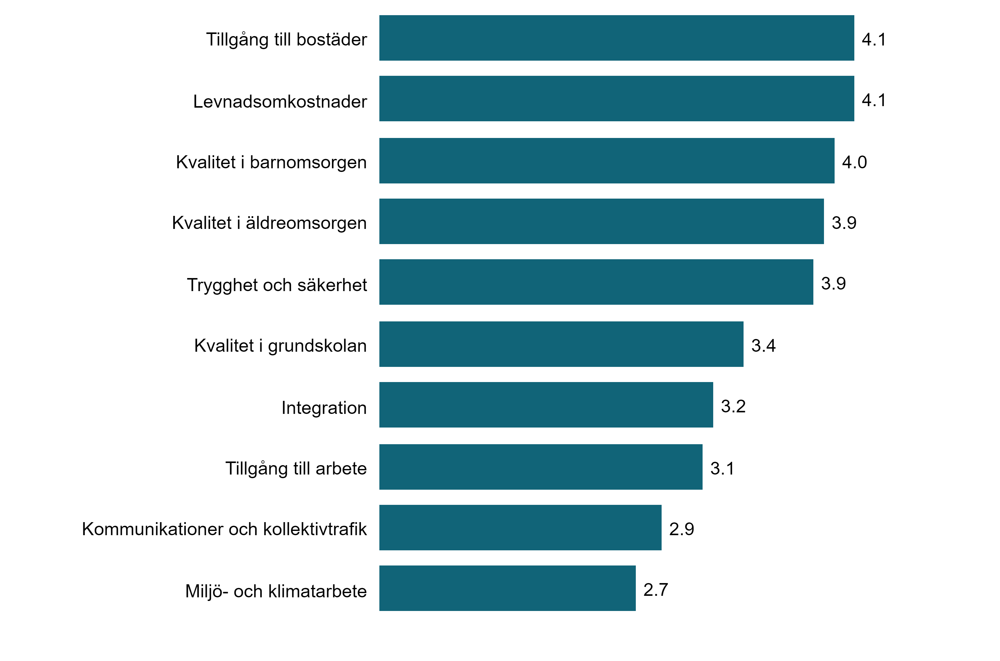 Tillgång till bostäder 4.1
Levnadsomkostnader 4.1
Kvalitet i barnomsorgen 4.0
Kvalitet i äldreomsorgen 3.9
Trygghet och säkerhet 3.9
Kvalitet i grundskolan 3.4
Integration 3.2
Tillgång till arbete 3.1
Kommunikationer och kollektivtrafik 2.9
Miljö- och klimatarbete 2.7